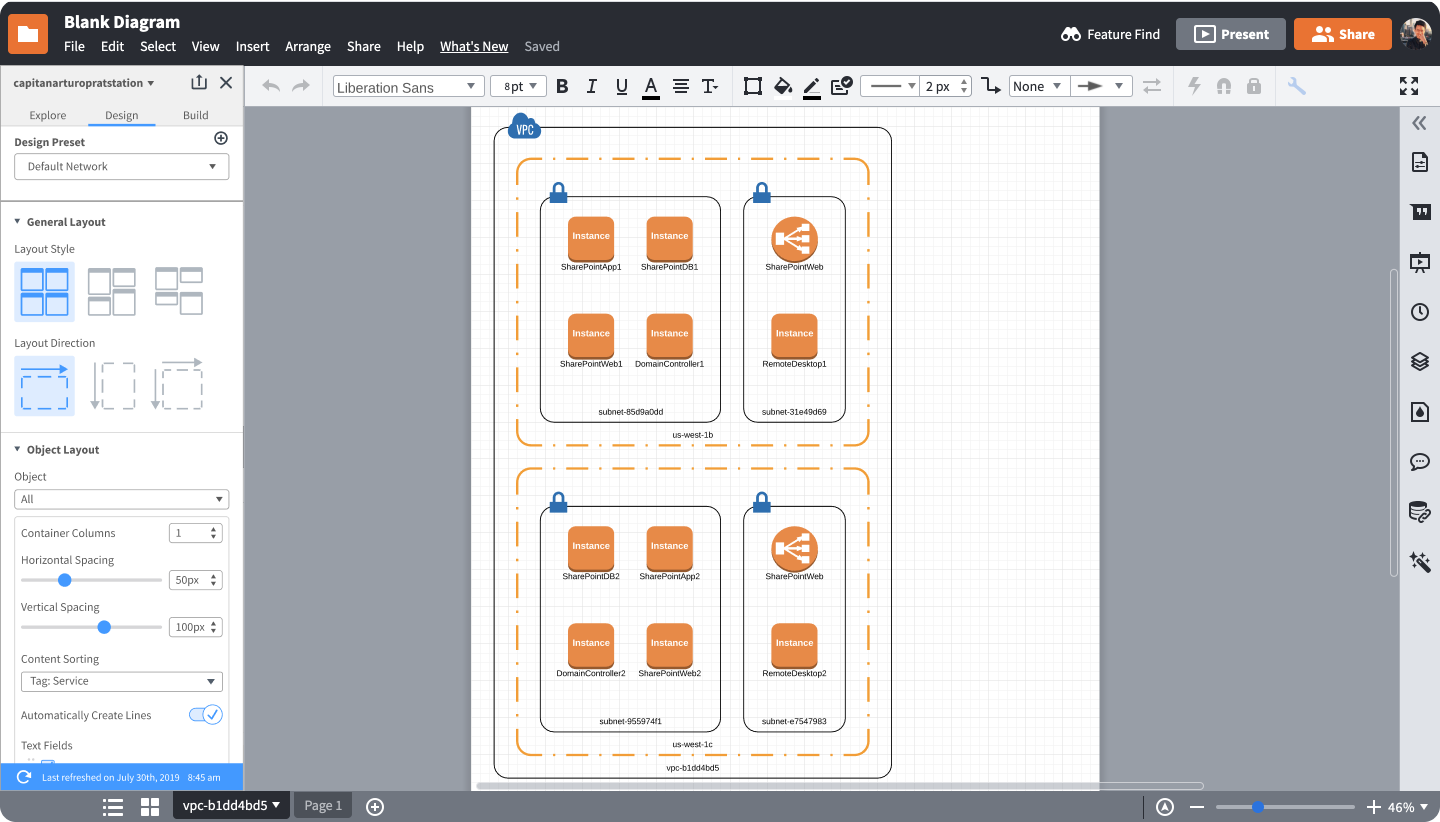 Blank Diagram
File Edit Select View Insert Arrange Share Help What's New Saved
Feature Find
Present
Share
capitanarturopratstation
Explore Design Build
Liberation Sans
8pt
B I U A T
2 px
None
Design Preset
Default Network
General Layout
Layout Style
Layout Direction
Object Layout
Object
All
Container Columns 1
Horizontal Spacing
50px
Vertical Spacing
100px
Content Sorting
Tag: Service
Automatically Create Lines
Text Fields
Last refreshed on July 30th, 2019 8:45 am
VPC
Instance Instance
SharePointApp1 SharePointDB1 SharePointWeb
Instance Instance Instance
SharePointWeb1 DomainController1 RemoteDesktop1
subnet-85d9a0dd subnet-31e49d69
us-west-1b
Instance Instance
SharePointDB2 SharePointApp2 SharePointWeb
Instance Instance Instance
DomainController2 SharePointWeb2 RemoteDesktop2
subnet-955974f1 subnet-e7547983
us-west-1c
vpc-b1dd4bd5
vpc-b1dd4bd5 Page 1
46%